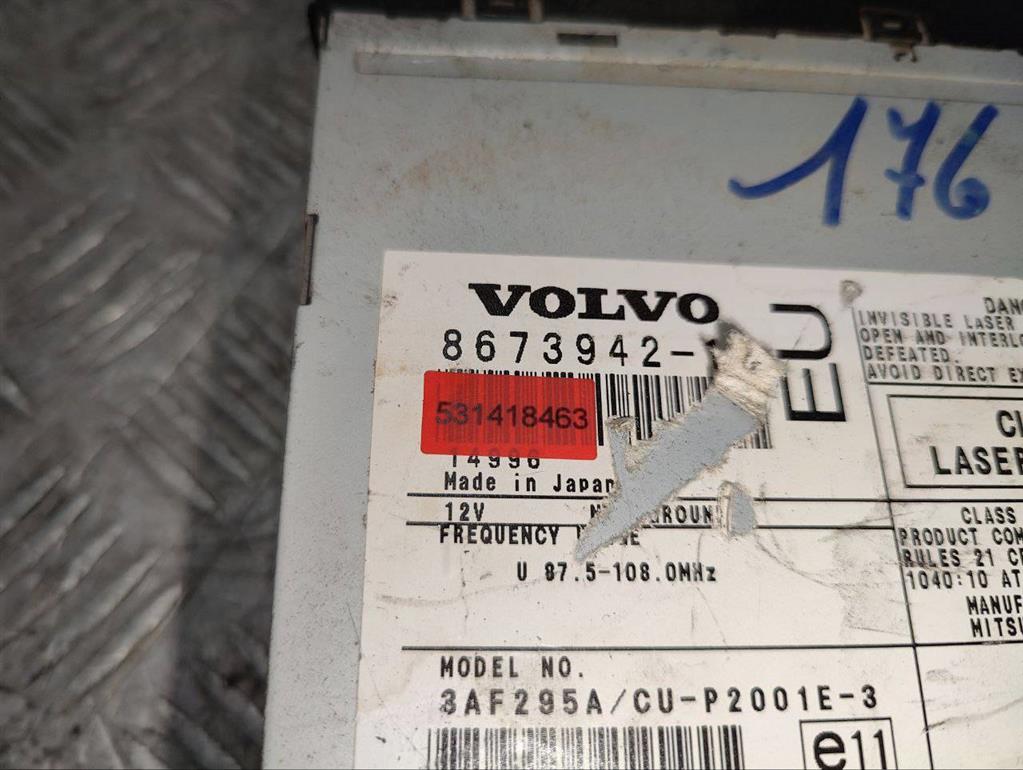 176
VOLVO
8673942-
EU
531418463
14996
Made in Japan
12V GROUN
FREQUENCY
U 87.5-108.0MHz
MODEL NO.
3AF295A/CU-P2001E-3
e11
DANG
INVISIBLE LASER
OPEN AND INTERLO
DEFEATED.
AVOID DIRECT EX
LASER
CLASS
PRODUCT COM
RULES 21 CF
1040:10 AT
MANUF
MITSU